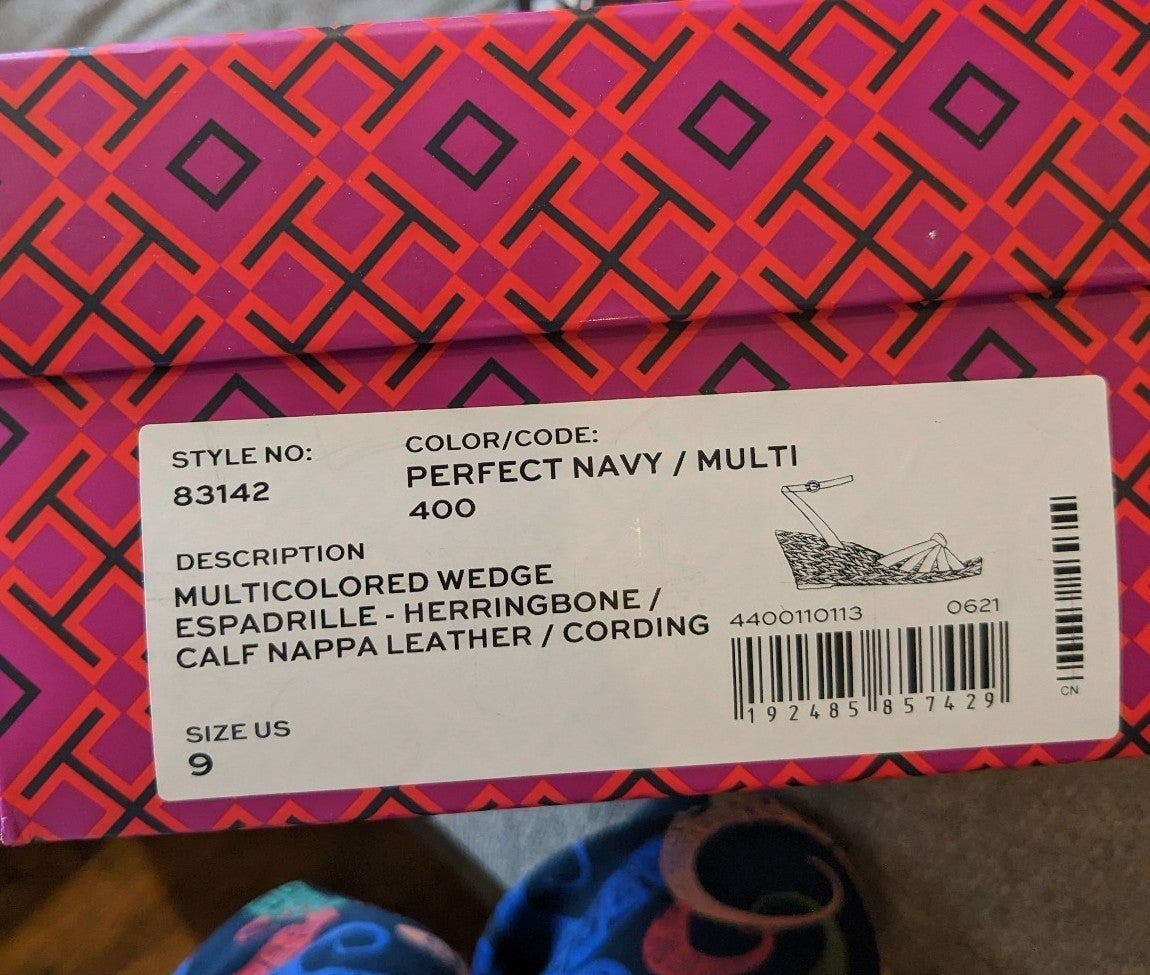 STYLE NO:
83142
COLOR/CODE:
PERFECT NAVY / MULTI
400
DESCRIPTION
MULTICOLORED WEDGE
ESPADRILLE - HERRINGBONE /
CALF NAPPA LEATHER / CORDING
4400110113 0621
192485 857429
CN
SIZE US
9